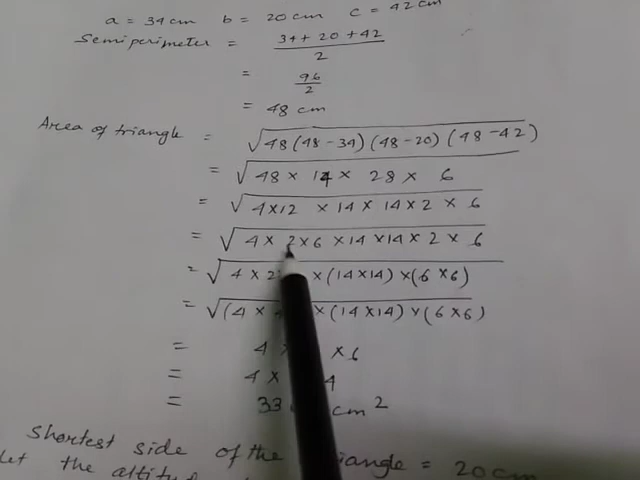 a = 34 cm b = 20 cm c = 42 cm
Semiperimeter = 34 + 20 + 42
2
= 96
2
= 48 cm
Area of triangle = √48 (48 - 34) (48 - 20) (48 - 42)
= √48 × 14 × 28 × 6
= √4×12 × 14 × 14 × 2 × 6
= √4 × 2 × 6 × 14 × 14 × 2 × 6
= √4 × 2 × (14 × 14) × (6 × 6)
= √(4 × × (14 × 14) × (6 × 6)
= 4 × × 6
= 4 × 4
= 33 cm²
Shortest side of the triangle = 20 cm
Let the